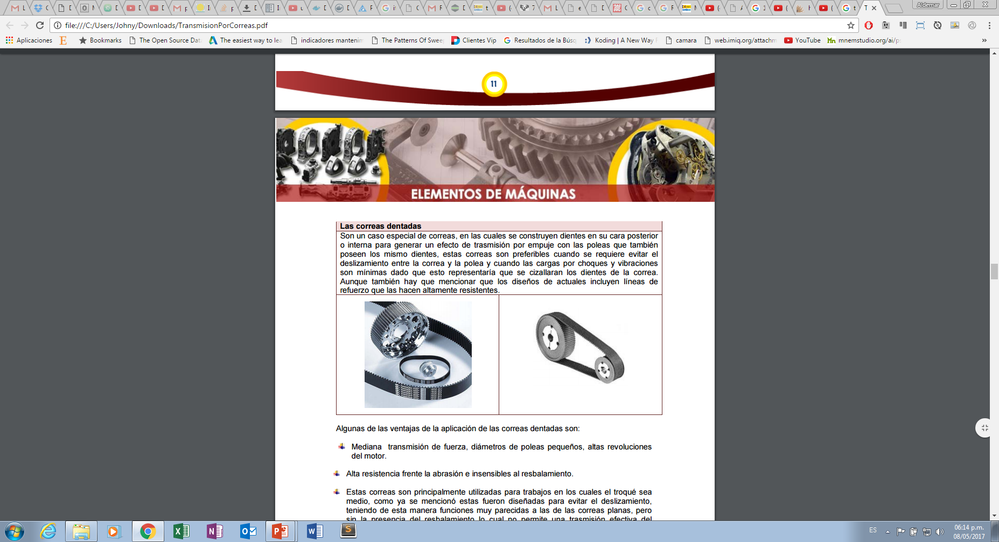 Aldemar
file:///C:/Users/Johny/Downloads/TransmisionPorCorreas.pdf
Aplicaciones
Bookmarks
The Open Source Dat
The easiest way to lea
indicadores mantenim
The Patterns Of Swee
Clientes Vip
Resultados de la Búsq
Koding | A New Way
camara
web.imiq.org/attachm
YouTube
mnemstudio.org/ai/p
»
11
ELEMENTOS DE MÁQUINAS
Las correas dentadas
Son un caso especial de correas, en las cuales se construyen dientes en su cara posterior
o interna para generar un efecto de trasmisión por empuje con las poleas que también
poseen los mismo dientes, estas correas son preferibles cuando se requiere evitar el
deslizamiento entre la correa y la polea y cuando las cargas por choques y vibraciones
son mínimas dado que esto representaría que se cizallaran los dientes de la correa.
Aunque también hay que mencionar que los diseños de actuales incluyen líneas de
refuerzo que las hacen altamente resistentes.
Algunas de las ventajas de la aplicación de las correas dentadas son:
Mediana transmisión de fuerza, diámetros de poleas pequeños, altas revoluciones
del motor.
Alta resistencia frente la abrasión e insensibles al resbalamiento.
Estas correas son principalmente utilizadas para trabajos en los cuales el troqué sea
medio, como ya se mencionó estas fueron diseñadas para evitar el deslizamiento,
teniendo de esta manera funciones muy parecidas a las de las correas planas, pero
sin la presencia del resbalamiento lo cual no permite una trasmisión efectiva del
ES
06:14 p.m.
08/05/2017